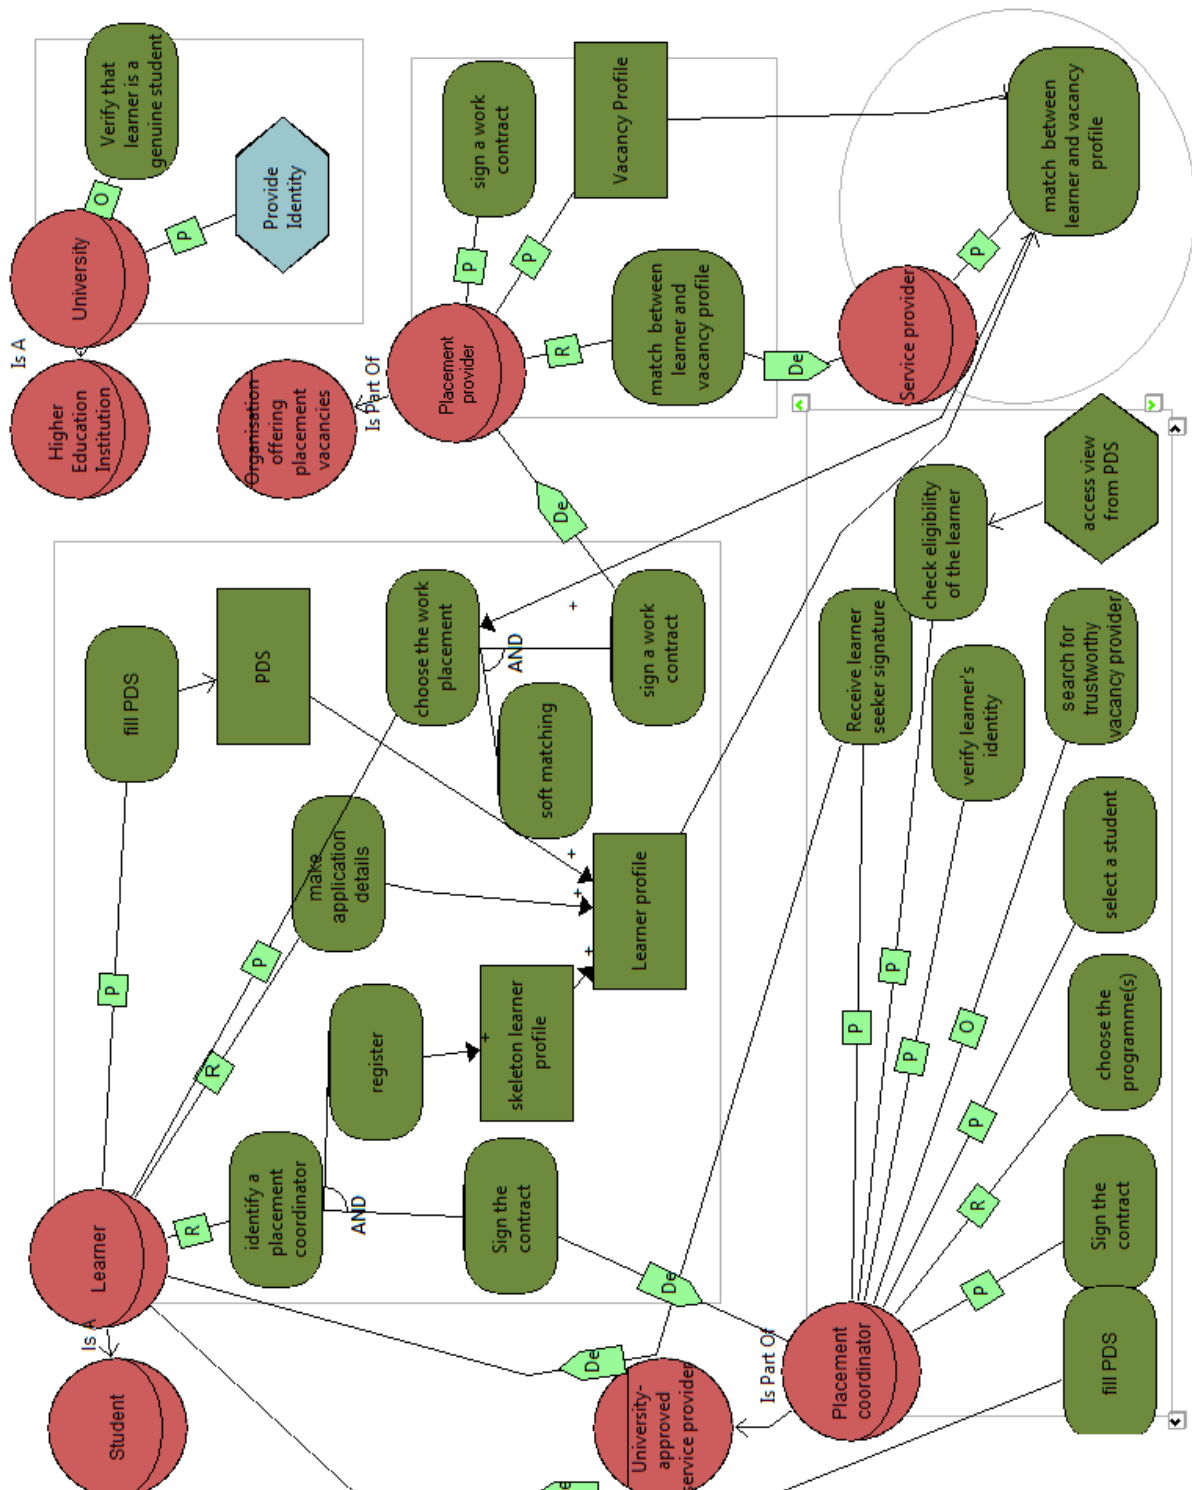 Student
Is A
Learner
P
fill PDS
PDS
R
P
make
application
details
choose the work
placement
AND
soft matching
sign a work
contract
+
R
identify a
placement
coordinator
AND
register
Sign the
contract
skeleton learner
profile
+
+
+
+
Learner profile
De
De
University-
approved
service provider
Is Part Of
Placement
coordinator
P
P
P
O
P
R
P
Receive learner
seeker signature
check eligibility
of the learner
access view
from PDS
verify learner's
identity
search for
trustworthy
vacancy provider
select a student
choose the
programme(s)
Sign the
contract
fill PDS
Higher
Education
Institution
Is A
University
O
Verify that
learner is a
genuine student
P
Provide
Identity
Organisation
offering
placement
vacancies
Is Part Of
Placement
provider
P
sign a work
contract
P
Vacancy Profile
R
match between
learner and
vacancy profile
De
De
Service provider
P
match between
learner and vacancy
profile